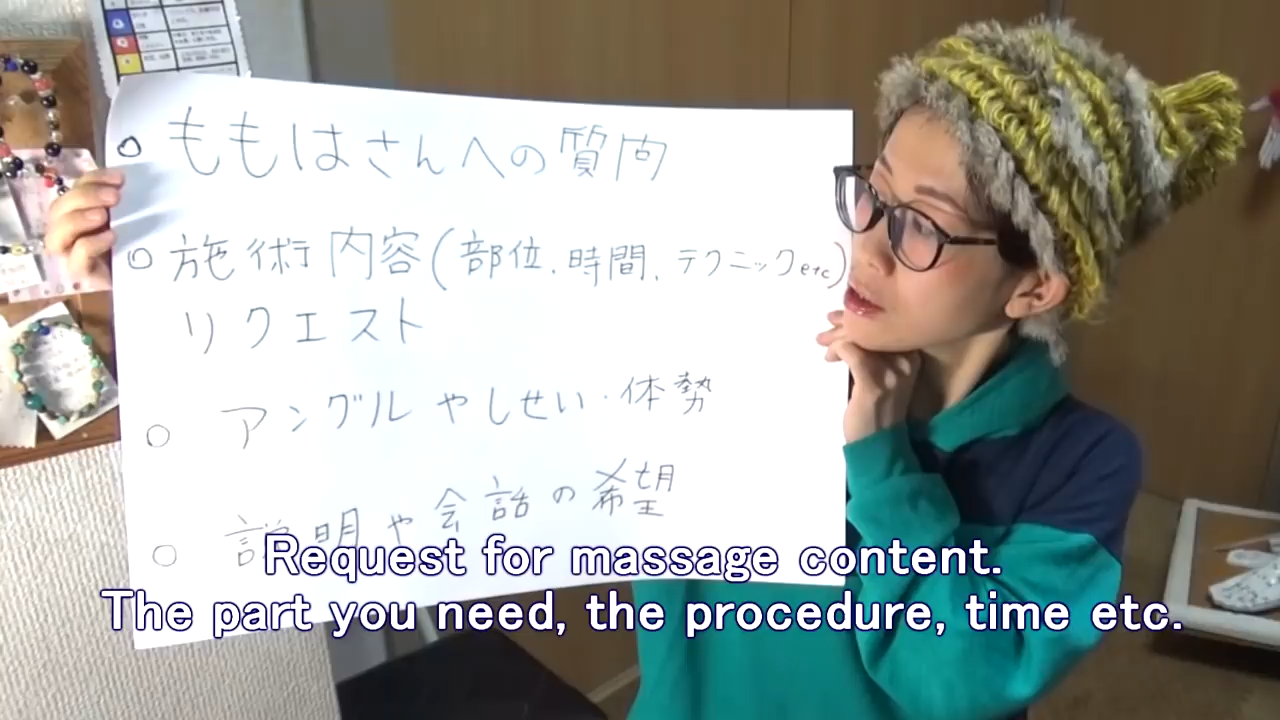 ももはさんへの質問
施術内容(部位、時間、テクニックetc)
リクエスト
アングルやしせい・体勢
説明や会話の希望
Request for massage content.
The part you need, the procedure, time etc.